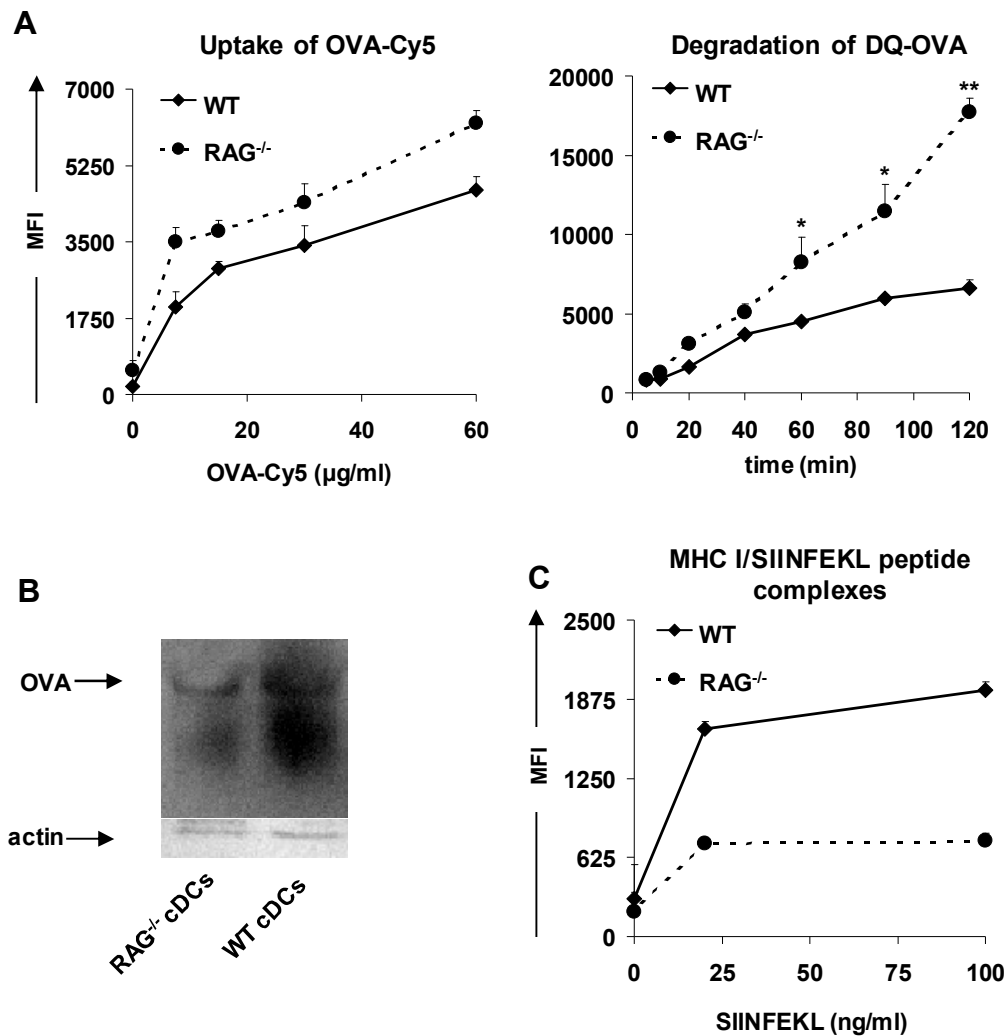 A
Uptake of OVA-Cy5
7000
5250
3500
1750
0
MFI
WT
RAG-/-
0
20
40
60
OVA-Cy5 (µg/ml)
Degradation of DQ-OVA
20000
15000
10000
5000
0
WT
RAG-/-
*
*
**
0
20
40
60
80
100
120
time (min)
B
OVA
actin
RAG-/- cDCs
WT cDCs
C
MHC I/SIINFEKL peptide
complexes
2500
1875
1250
625
0
MFI
WT
RAG-/-
0
25
50
75
100
SIINFEKL (ng/ml)